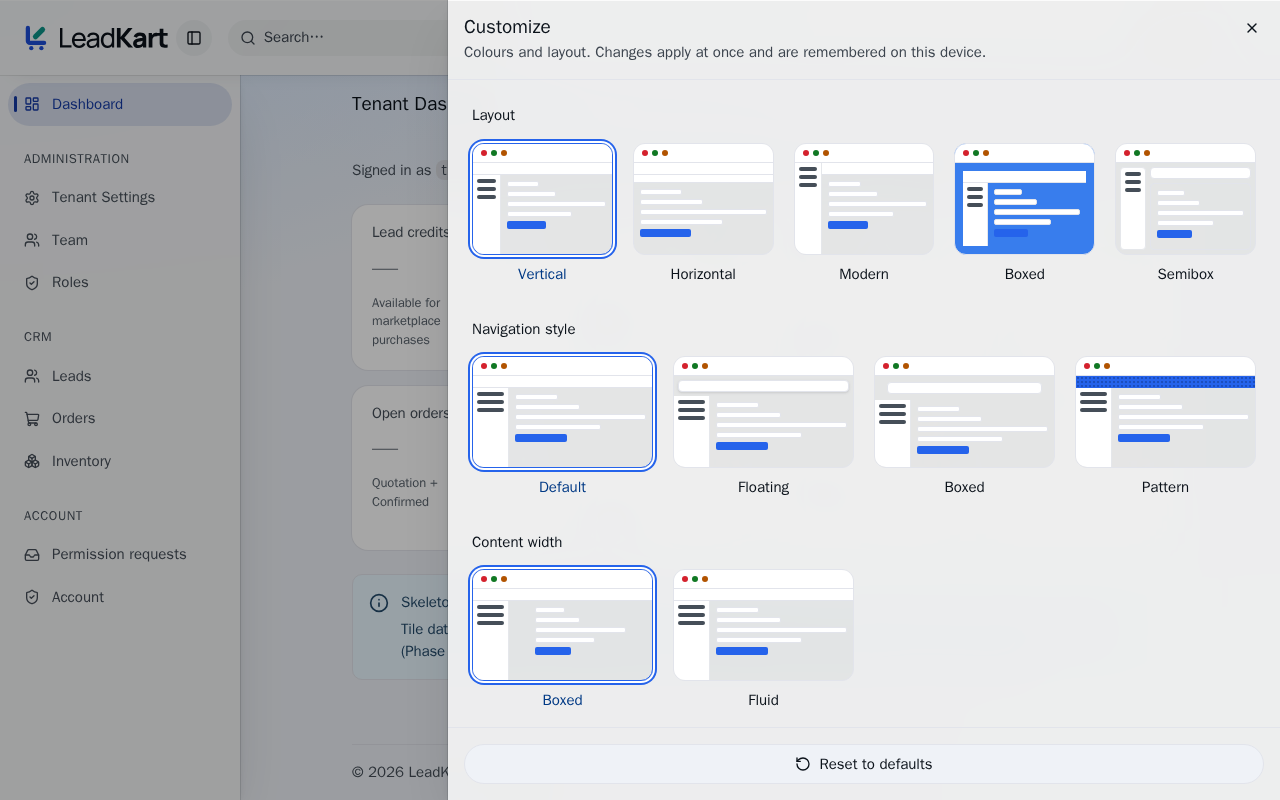 LeadKart
Search···
Dashboard
ADMINISTRATION
Tenant Settings
Team
Roles
CRM
Leads
Orders
Inventory
ACCOUNT
Permission requests
Account
Tenant Das
Signed in as t
Lead credits
—
Available for
marketplace
purchases
Open orders
—
Quotation +
Confirmed
Skeleto
Tile dat
(Phase
© 2026 LeadK
Customize
Colours and layout. Changes apply at once and are remembered on this device.
Layout
Vertical
Horizontal
Modern
Boxed
Semibox
Navigation style
Default
Floating
Boxed
Pattern
Content width
Boxed
Fluid
Reset to defaults